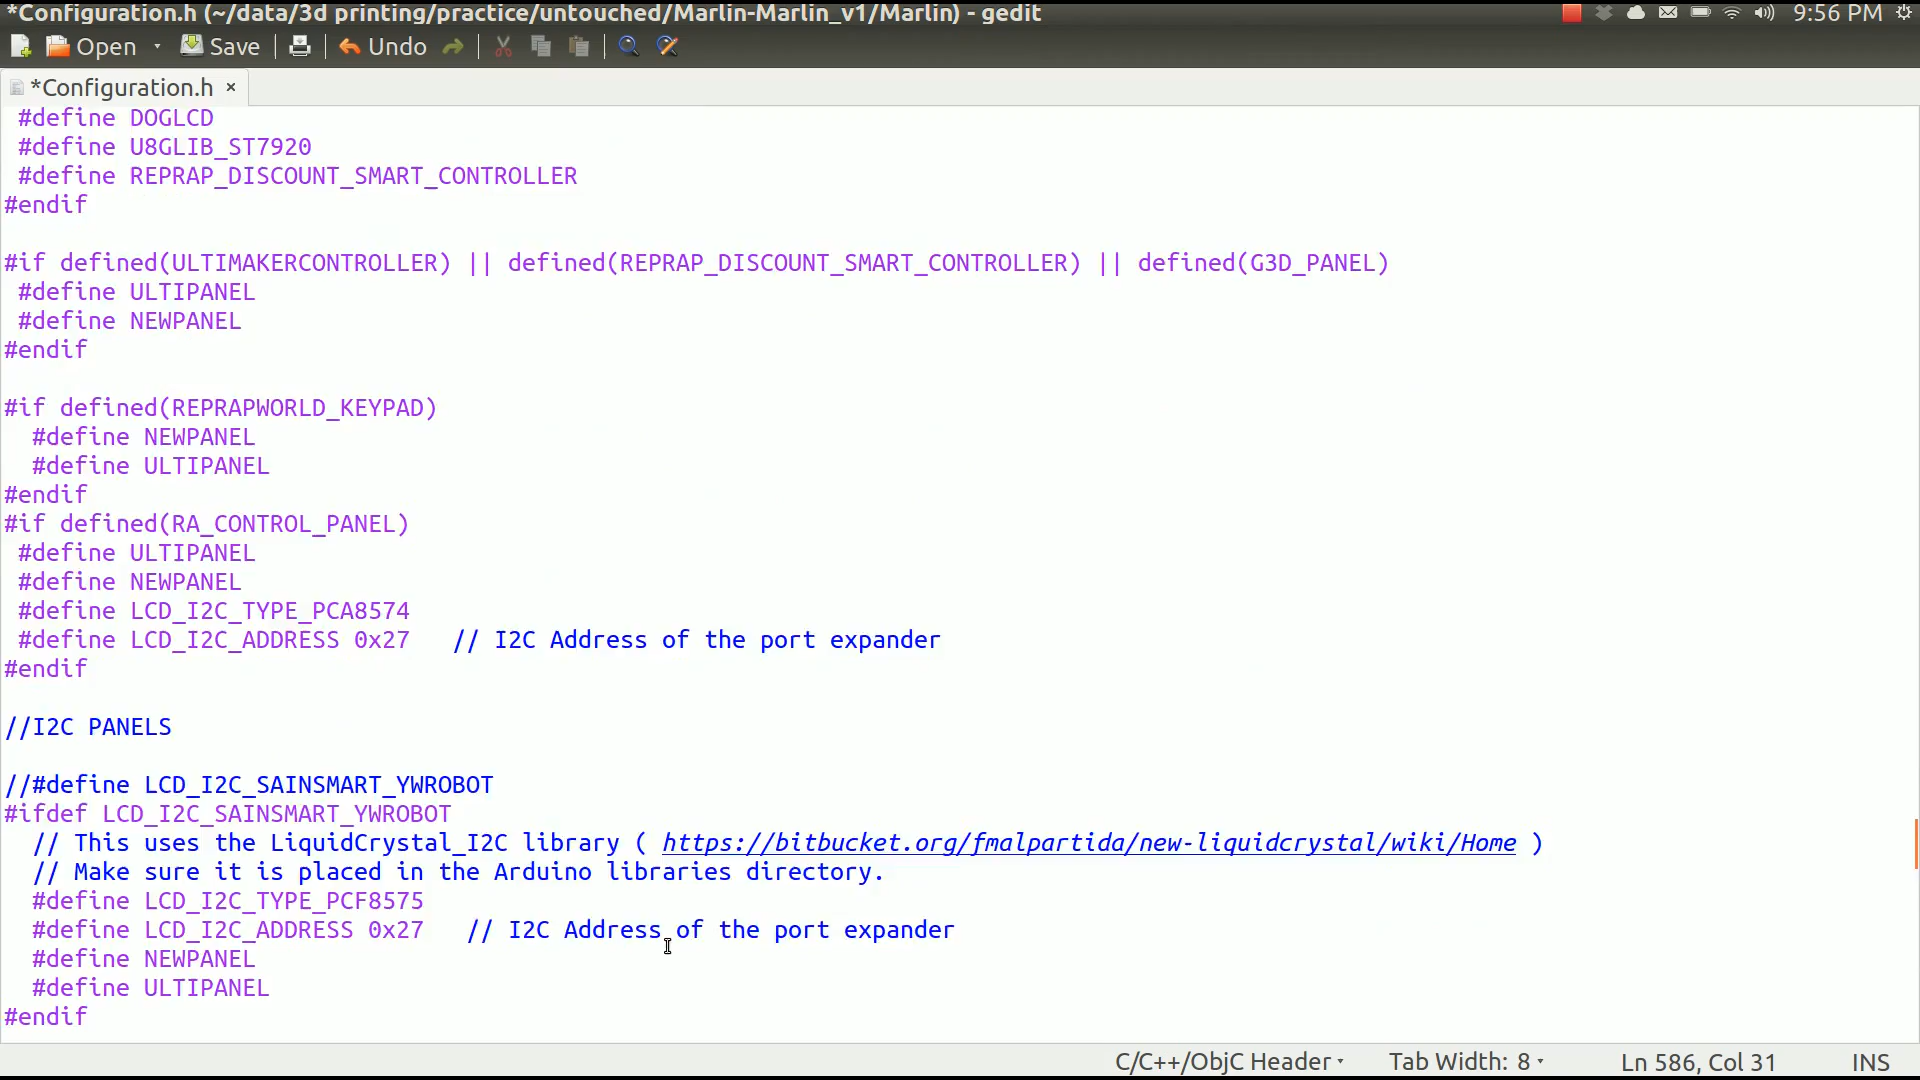 *Configuration.h (~/data/3d printing/practice/untouched/Marlin-Marlin_v1/Marlin) - gedit
9:56 PM
Open Save Undo
*Configuration.h ×
#define DOGLCD
#define U8GLIB_ST7920
#define REPRAP_DISCOUNT_SMART_CONTROLLER
#endif
#if defined(ULTIMAKERCONTROLLER) || defined(REPRAP_DISCOUNT_SMART_CONTROLLER) || defined(G3D_PANEL)
#define ULTIPANEL
#define NEWPANEL
#endif
#if defined(REPRAPWORLD_KEYPAD)
#define NEWPANEL
#define ULTIPANEL
#endif
#if defined(RA_CONTROL_PANEL)
#define ULTIPANEL
#define NEWPANEL
#define LCD_I2C_TYPE_PCA8574
#define LCD_I2C_ADDRESS 0x27 // I2C Address of the port expander
#endif
//I2C PANELS
//#define LCD_I2C_SAINSMART_YWROBOT
#ifdef LCD_I2C_SAINSMART_YWROBOT
// This uses the LiquidCrystal_I2C library ( https://bitbucket.org/fmalpartida/new-liquidcrystal/wiki/Home )
// Make sure it is placed in the Arduino libraries directory.
#define LCD_I2C_TYPE_PCF8575
#define LCD_I2C_ADDRESS 0x27 // I2C Address of the port expander
#define NEWPANEL
#define ULTIPANEL
#endif
C/C++/ObjC Header Tab Width: 8 Ln 586, Col 31 INS